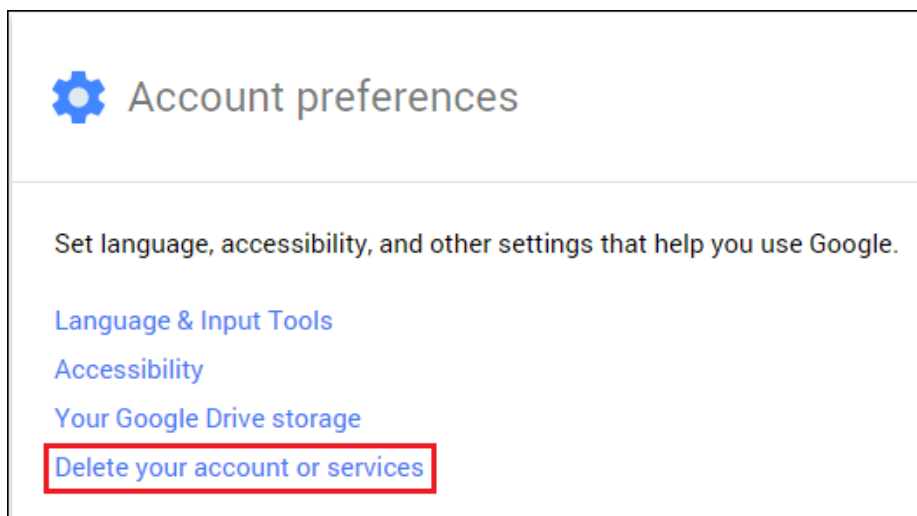 Account preferences
Set language, accessibility, and other settings that help you use Google.
Language & Input Tools
Accessibility
Your Google Drive storage
Delete your account or services